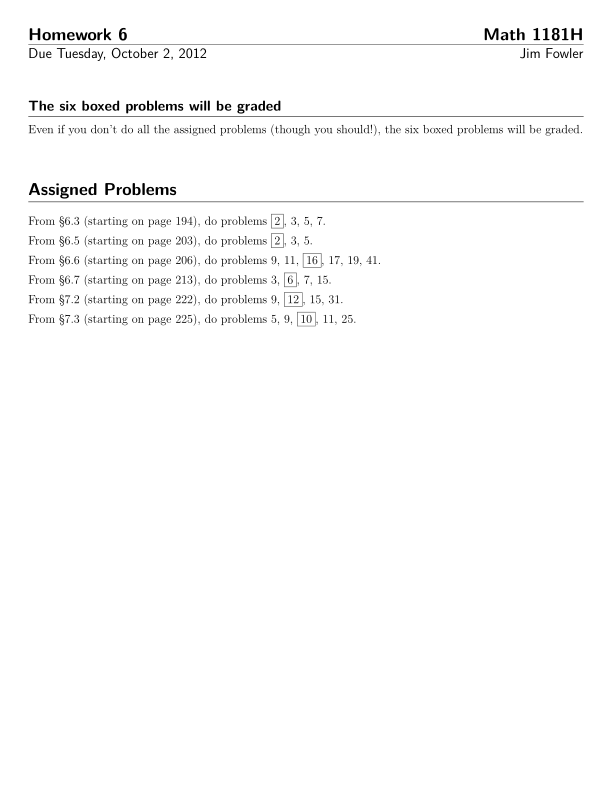 Homework 6 Math 1181H
Due Tuesday, October 2, 2012 Jim Fowler
The six boxed problems will be graded
Even if you don't do all the assigned problems (though you should!), the six boxed problems will be graded.
Assigned Problems
From §6.3 (starting on page 194), do problems 2, 3, 5, 7.
From §6.5 (starting on page 203), do problems 2, 3, 5.
From §6.6 (starting on page 206), do problems 9, 11, 16, 17, 19, 41.
From §6.7 (starting on page 213), do problems 3, 6, 7, 15.
From §7.2 (starting on page 222), do problems 9, 12, 15, 31.
From §7.3 (starting on page 225), do problems 5, 9, 10, 11, 25.